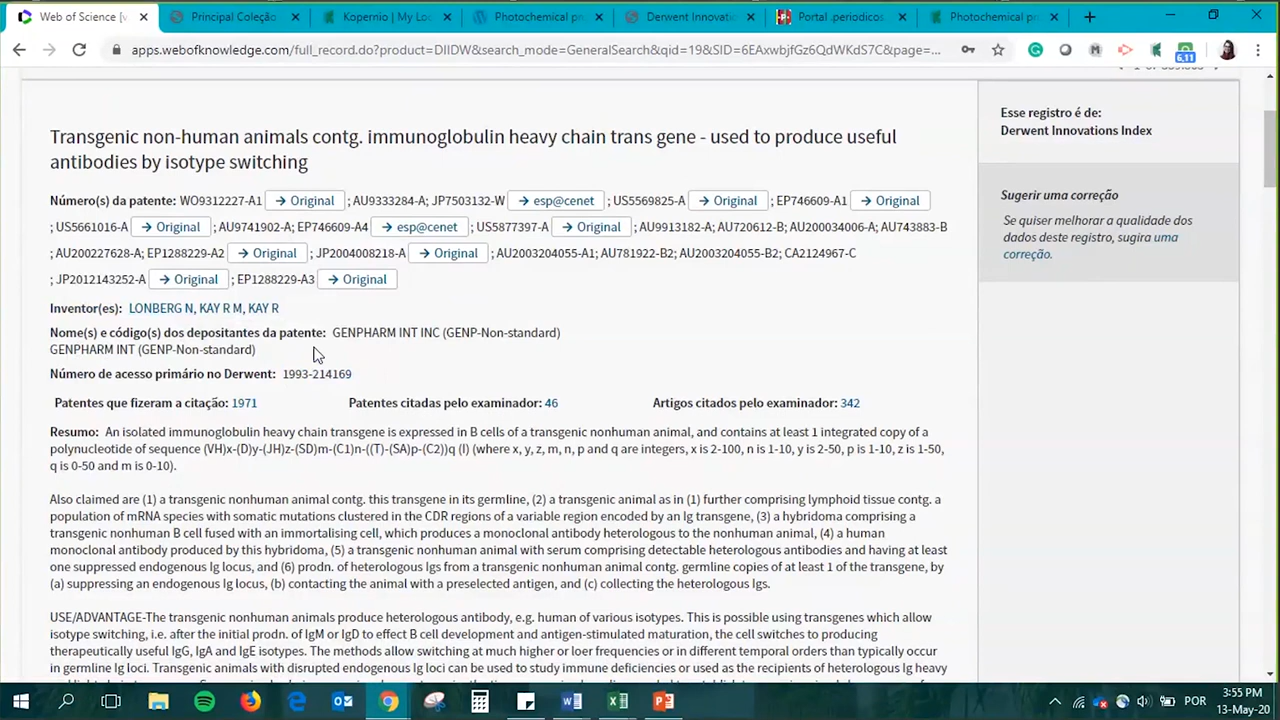 Web of Science [v.
Principal Coleção
Kopernio | My Loc
Photochemical pr
Derwent Innovatio
Portal .periodicos.
Photochemical pr
apps.webofknowledge.com/full_record.do?product=DIIDW&search_mode=GeneralSearch&qid=19&SID=6EAxwbjfGz6QdWKdS7C&page=...
6,11
Transgenic non-human animals contg. immunoglobulin heavy chain trans gene - used to produce useful
antibodies by isotype switching
Número(s) da patente: WO9312227-A1 → Original ; AU9333284-A; JP7503132-W → esp@cenet ; US5569825-A → Original ; EP746609-A1 → Original
; US5661016-A → Original ; AU9741902-A; EP746609-A4 → esp@cenet ; US5877397-A → Original ; AU9913182-A; AU720612-B; AU200034006-A; AU743883-B
; AU200227628-A; EP1288229-A2 → Original ; JP2004008218-A → Original ; AU2003204055-A1; AU781922-B2; AU2003204055-B2; CA2124967-C
; JP2012143252-A → Original ; EP1288229-A3 → Original
Inventor(es): LONBERG N, KAY R M, KAY R
Nome(s) e código(s) dos depositantes da patente: GENPHARM INT INC (GENP-Non-standard)
GENPHARM INT (GENP-Non-standard)
Número de acesso primário no Derwent: 1993-214169
Patentes que fizeram a citação: 1971 Patentes citadas pelo examinador: 46 Artigos citados pelo examinador: 342
Resumo: An isolated immunoglobulin heavy chain transgene is expressed in B cells of a transgenic nonhuman animal, and contains at least 1 integrated copy of a
polynucleotide of sequence (VH)x-(D)y-(JH)z-(SD)m-(C1)n-((T)-(SA)p-(C2))q (I) (where x, y, z, m, n, p and q are integers, x is 2-100, n is 1-10, y is 2-50, p is 1-10, z is 1-50,
q is 0-50 and m is 0-10).
Also claimed are (1) a transgenic nonhuman animal contg. this transgene in its germline, (2) a transgenic animal as in (1) further comprising lymphoid tissue contg. a
population of mRNA species with somatic mutations clustered in the CDR regions of a variable region encoded by an Ig transgene, (3) a hybridoma comprising a
transgenic nonhuman B cell fused with an immortalising cell, which produces a monoclonal antibody heterologous to the nonhuman animal, (4) a human
monoclonal antibody produced by this hybridoma, (5) a transgenic nonhuman animal with serum comprising detectable heterologous antibodies and having at least
one suppressed endogenous Ig locus, and (6) prodn. of heterologous Igs from a transgenic nonhuman animal contg. germline copies of at least 1 of the transgene, by
(a) suppressing an endogenous Ig locus, (b) contacting the animal with a preselected antigen, and (c) collecting the heterologous Igs.
USE/ADVANTAGE-The transgenic nonhuman animals produce heterologous antibody, e.g. human of various isotypes. This is possible using transgenes which allow
isotype switching, i.e. after the initial prodn. of IgM or IgD to effect B cell development and antigen-stimulated maturation, the cell switches to producing
therapeutically useful IgG, IgA and IgE isotypes. The methods allow switching at much higher or loer frequencies or in different temporal orders than typically occur
in germline Ig loci. Transgenic animals with disrupted endogenous Ig loci can be used to study immune deficiencies or used as the recipients of heterologous Ig heavy
Esse registro é de:
Derwent Innovations Index
Sugerir uma correção
Se quiser melhorar a qualidade dos
dados deste registro, sugira uma
correção.
POR
3:55 PM
13-May-20